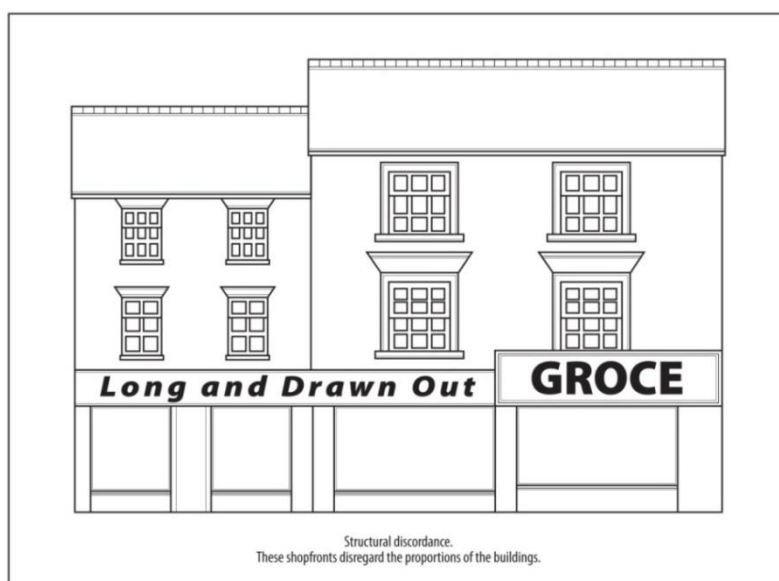 Long and Drawn Out
GROCE
Structural discordance.
These shopfronts disregard the proportions of the buildings.